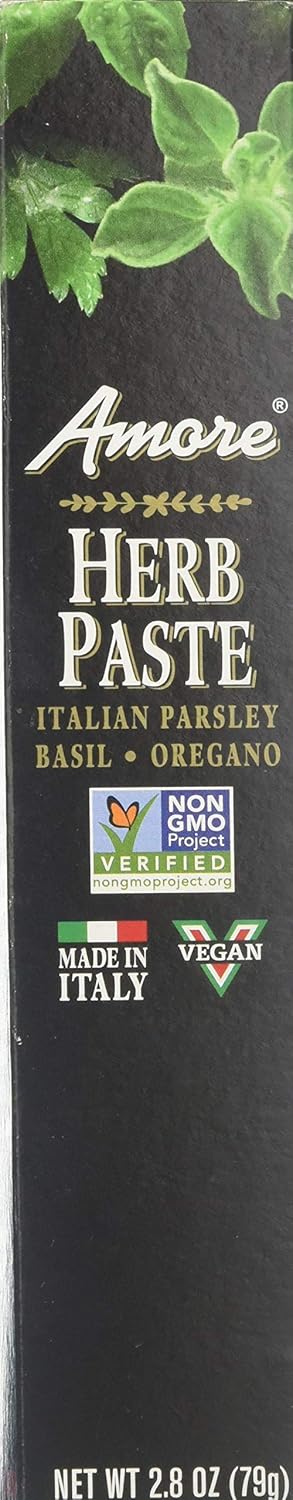 Amore®
HERB
PASTE
ITALIAN PARSLEY
BASIL • OREGANO
NON
GMO
Project
VERIFIED
nongmoproject.org
MADE IN
ITALY
VEGAN
NET WT 2.8 OZ (79g)